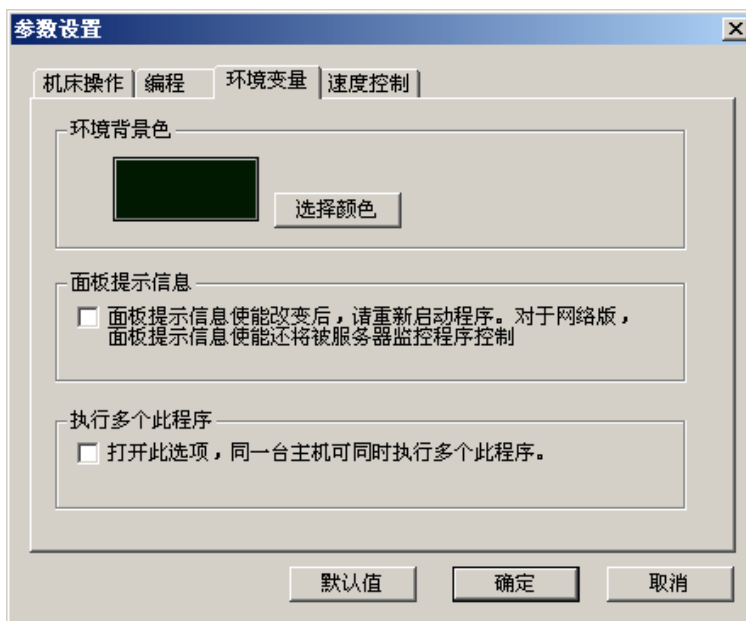 参数设置
机床操作 编程 环境变量 速度控制
环境背景色
选择颜色
面板提示信息
面板提示信息使能改变后，请重新启动程序。对于网络版，
面板提示信息使能还将被服务器监控程序控制
执行多个此程序
打开此选项，同一台主机可同时执行多个此程序。
默认值 确定 取消